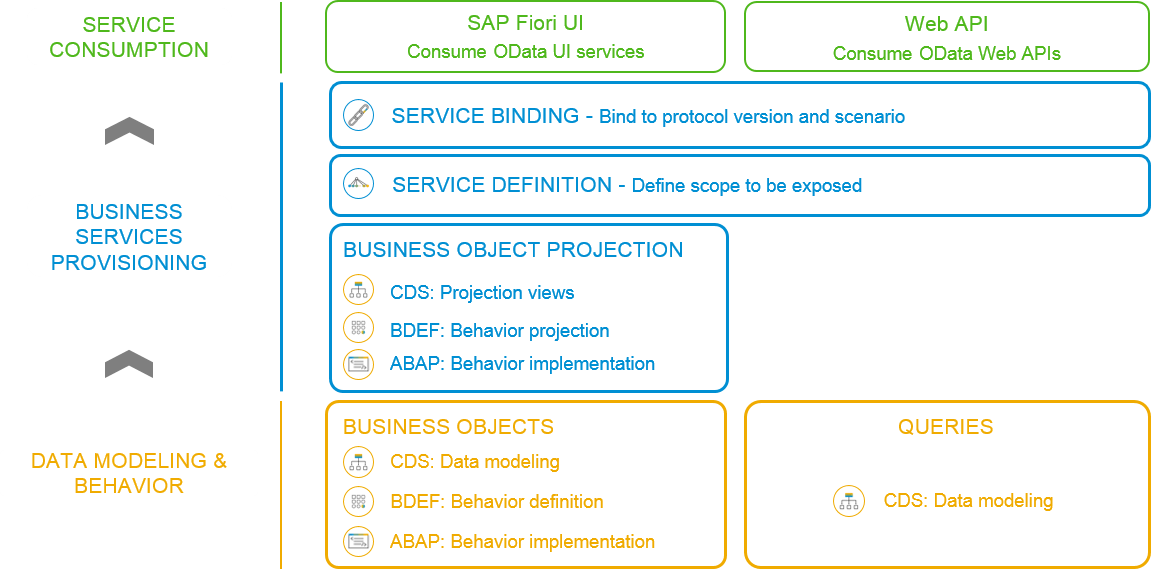 SERVICE
CONSUMPTION
SAP Fiori UI
Consume OData UI services
Web API
Consume OData Web APIs
BUSINESS
SERVICES
PROVISIONING
SERVICE BINDING - Bind to protocol version and scenario
SERVICE DEFINITION - Define scope to be exposed
BUSINESS OBJECT PROJECTION
CDS: Projection views
BDEF: Behavior projection
ABAP: Behavior implementation
DATA MODELING &
BEHAVIOR
BUSINESS OBJECTS
CDS: Data modeling
BDEF: Behavior definition
ABAP: Behavior implementation
QUERIES
CDS: Data modeling